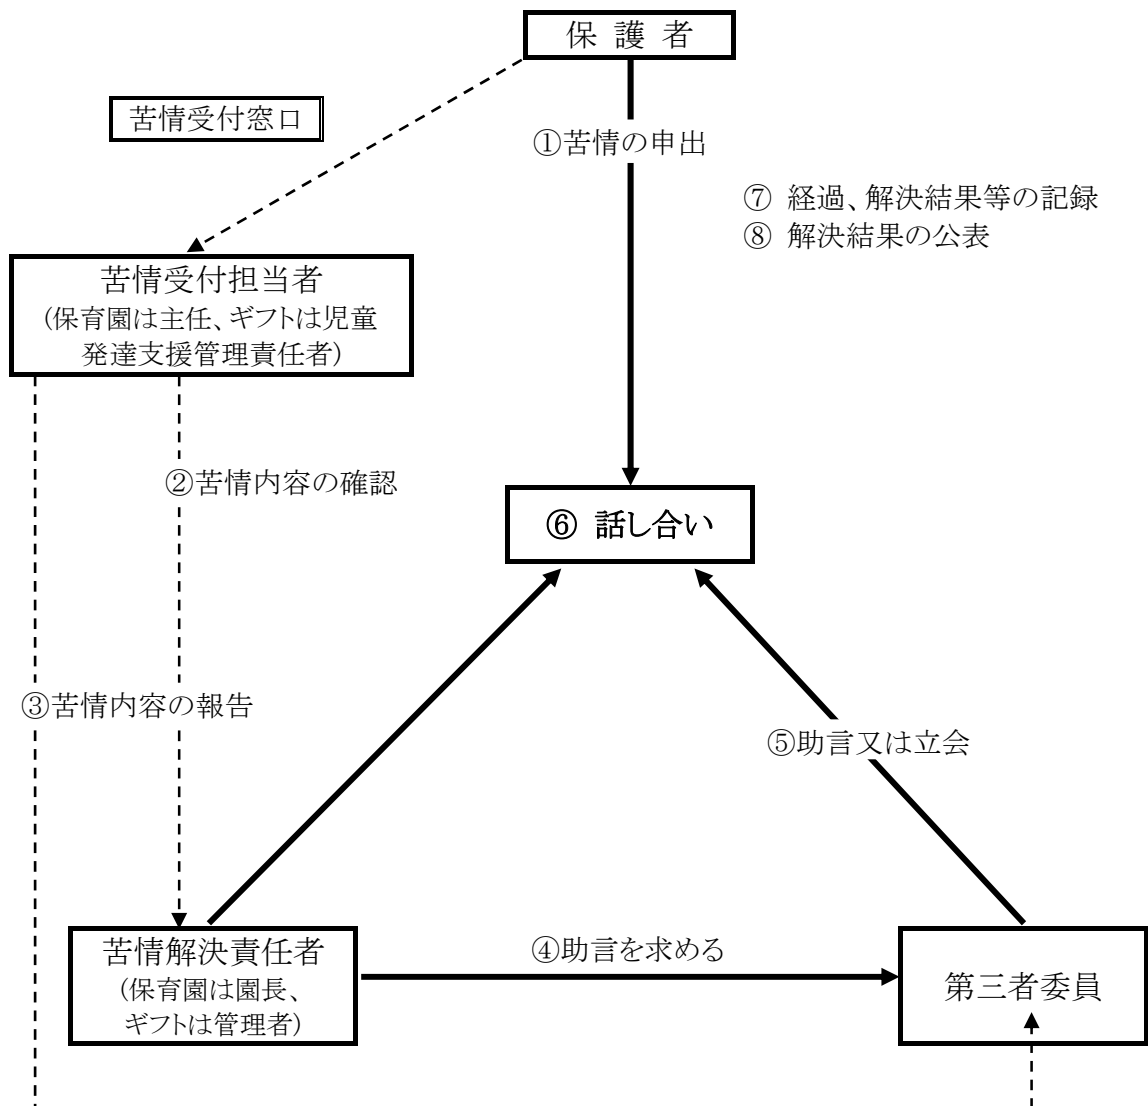 保 護 者
苦情受付窓口
①苦情の申出
⑦ 経過、解決結果等の記録
⑧ 解決結果の公表
苦情受付担当者
(保育園は主任、ギフトは児童
発達支援管理責任者)
②苦情内容の確認
⑥ 話し合い
③苦情内容の報告
⑤助言又は立会
苦情解決責任者
(保育園は園長、
ギフトは管理者)
④助言を求める
第三者委員